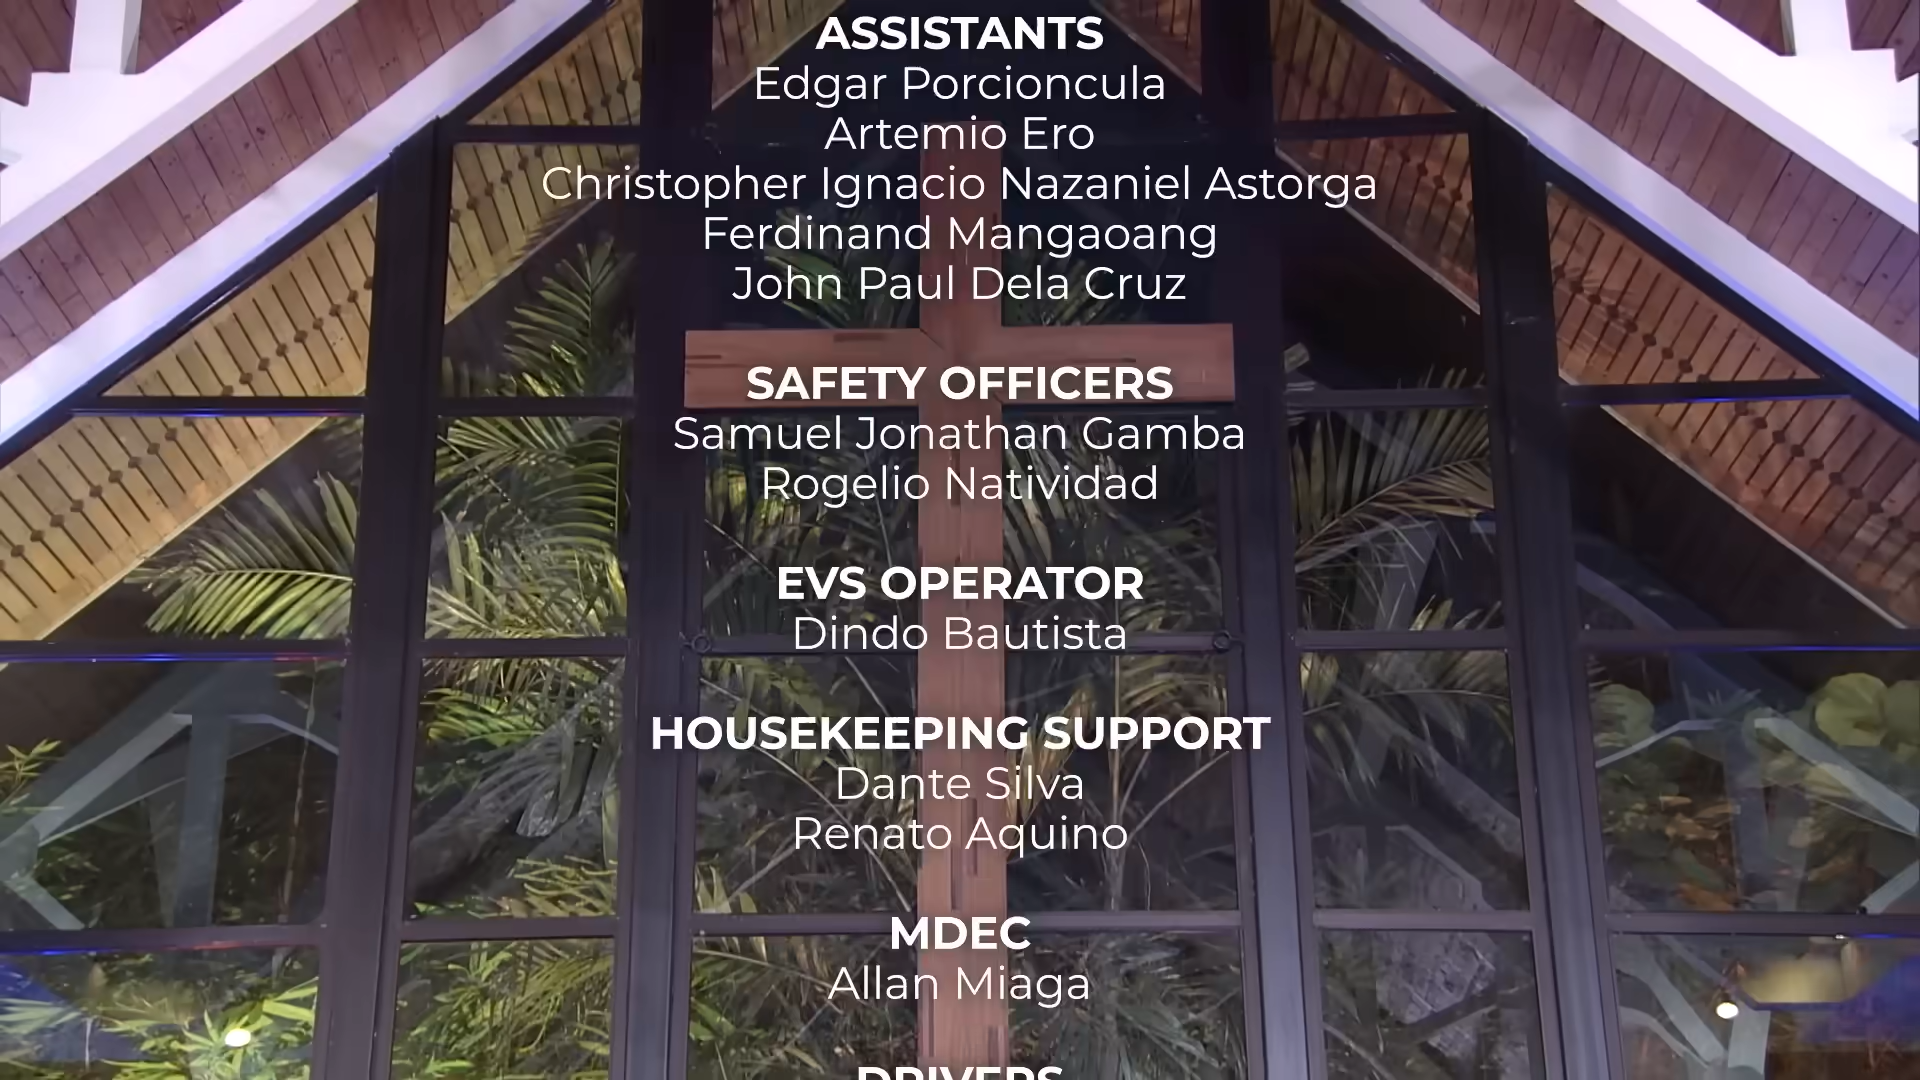 ASSISTANTS
Edgar Porcioncula
Artemio Ero
Christopher Ignacio Nazaniel Astorga
Ferdinand Mangaoang
John Paul Dela Cruz
SAFETY OFFICERS
Samuel Jonathan Gamba
Rogelio Natividad
EVS OPERATOR
Dindo Bautista
HOUSEKEEPING SUPPORT
Dante Silva
Renato Aquino
MDEC
Allan Miaga
DRIVERS